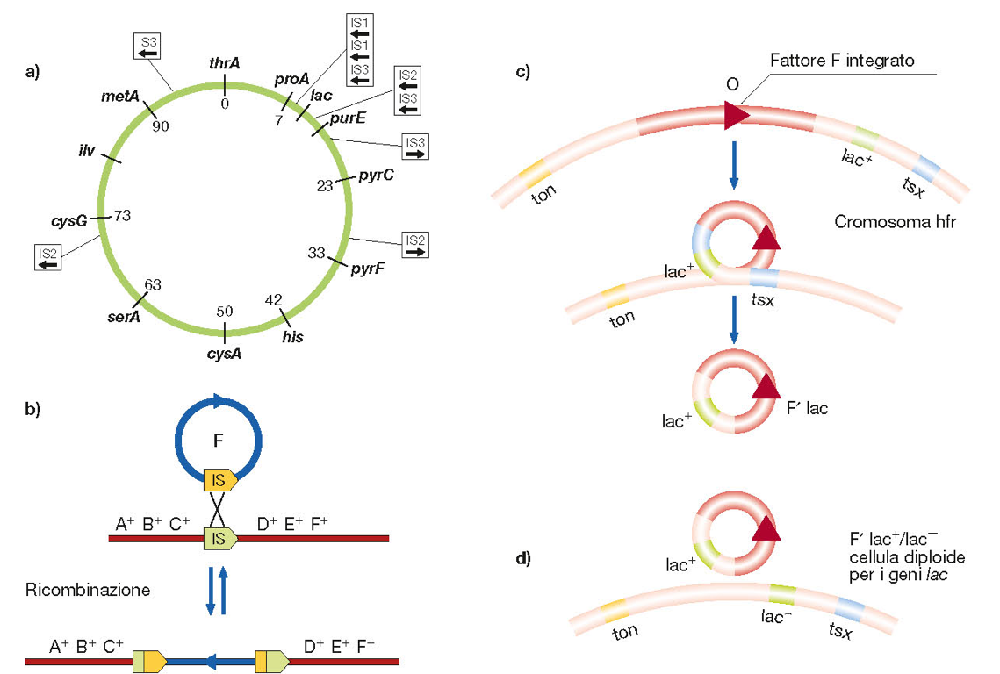 a)
IS3
thrA
0
proA
7
IS1
IS1
IS3
lac
IS2
IS3
purE
IS3
pyrC
23
IS2
pyrF
33
his
42
cysA
50
serA
63
IS2
cysG
73
ilv
metA
90
b)
F
IS
A⁺ B⁺ C⁺
IS
D⁺ E⁺ F⁺
Ricombinazione
A⁺ B⁺ C⁺
D⁺ E⁺ F⁺
c)
Fattore F integrato
O
ton
lac⁺
tsx
Cromosoma hfr
lac⁺
ton
tsx
lac⁺
F′ lac
d)
lac⁺
F′ lac⁺/lac⁻
cellula diploide
per i geni lac
ton
lac⁻
tsx